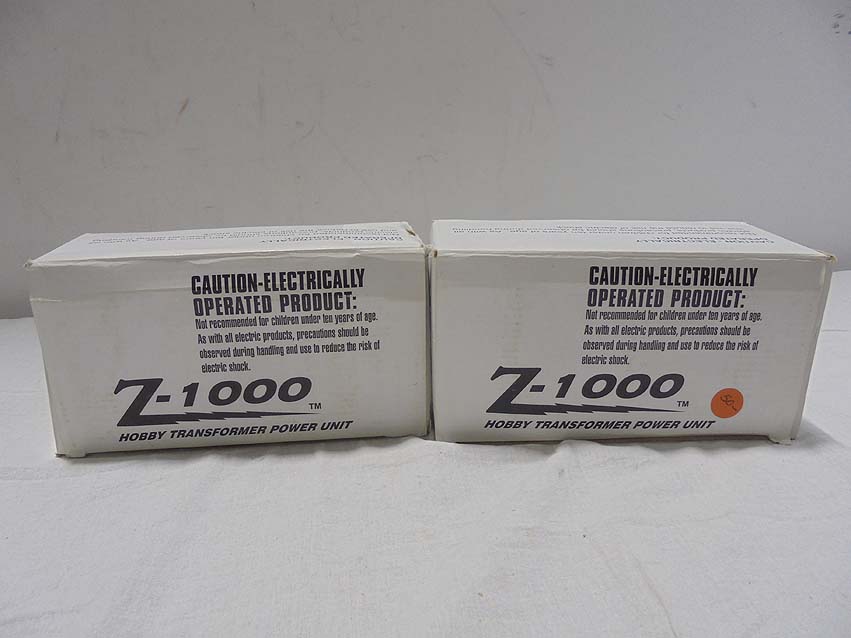 CAUTION-ELECTRICALLY
OPERATED PRODUCT:
Not recommended for children under ten years of age.
As with all electric products, precautions should be
observed during handling and use to reduce the risk of
electric shock.
Z-1000 TM
HOBBY TRANSFORMER POWER UNIT
CAUTION-ELECTRICALLY
OPERATED PRODUCT:
Not recommended for children under ten years of age.
As with all electric products, precautions should be
observed during handling and use to reduce the risk of
electric shock.
Z-1000 TM
HOBBY TRANSFORMER POWER UNIT